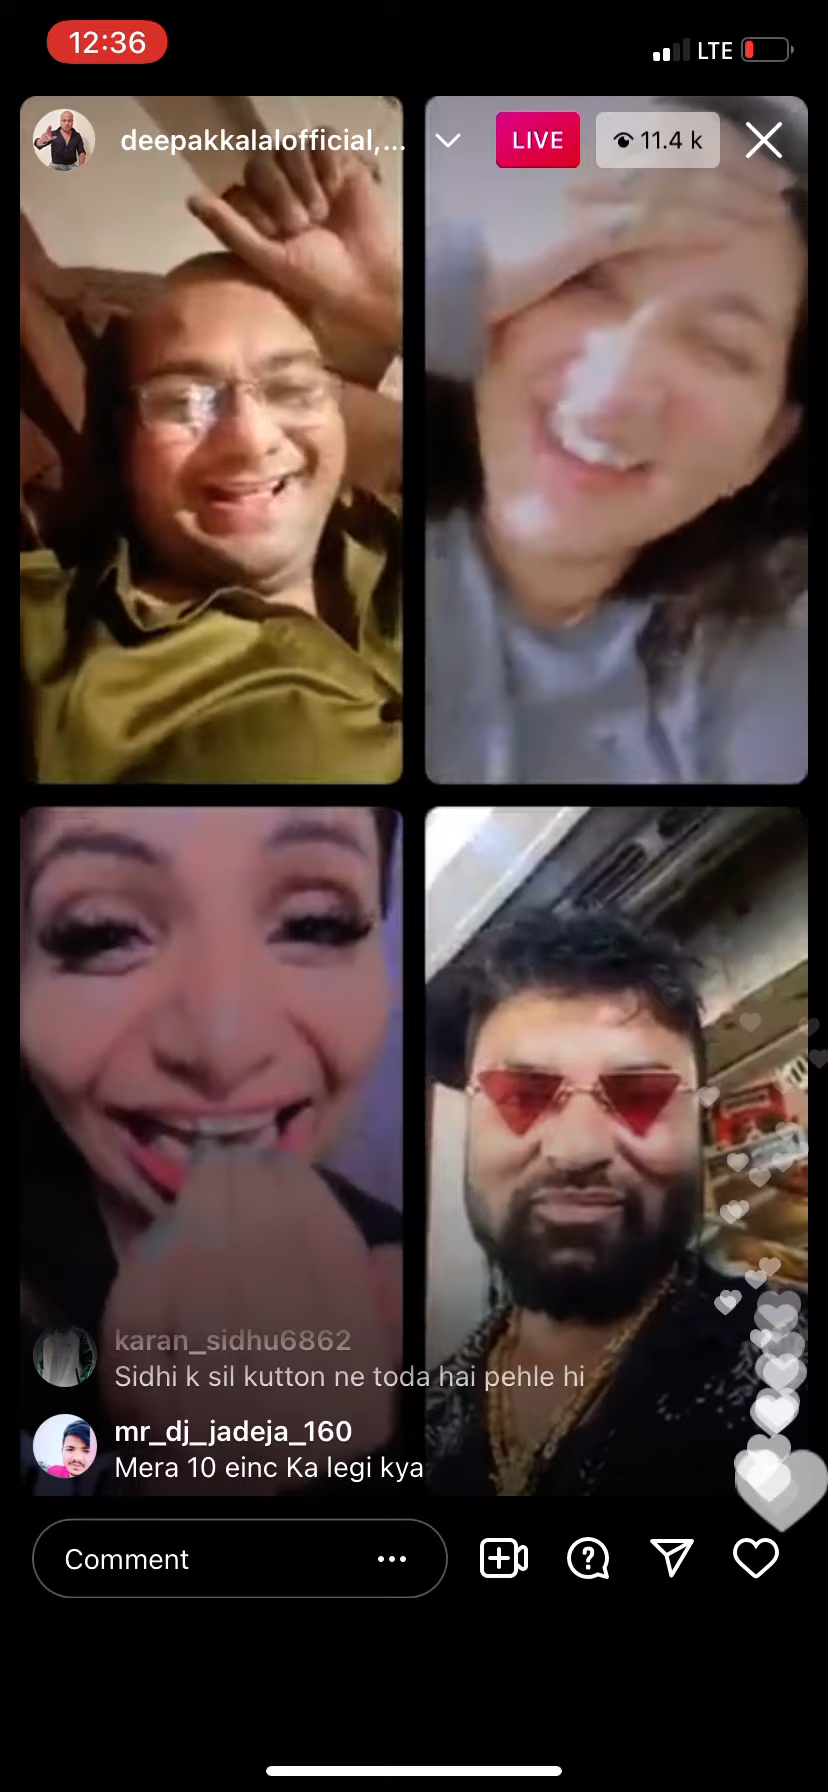 12:36
LTE
deepakkalalofficial,...
LIVE
11.4 k
karan_sidhu6862
Sidhi k sil kutton ne toda hai pehle hi
mr_dj_jadeja_160
Mera 10 einc Ka legi kya
Comment